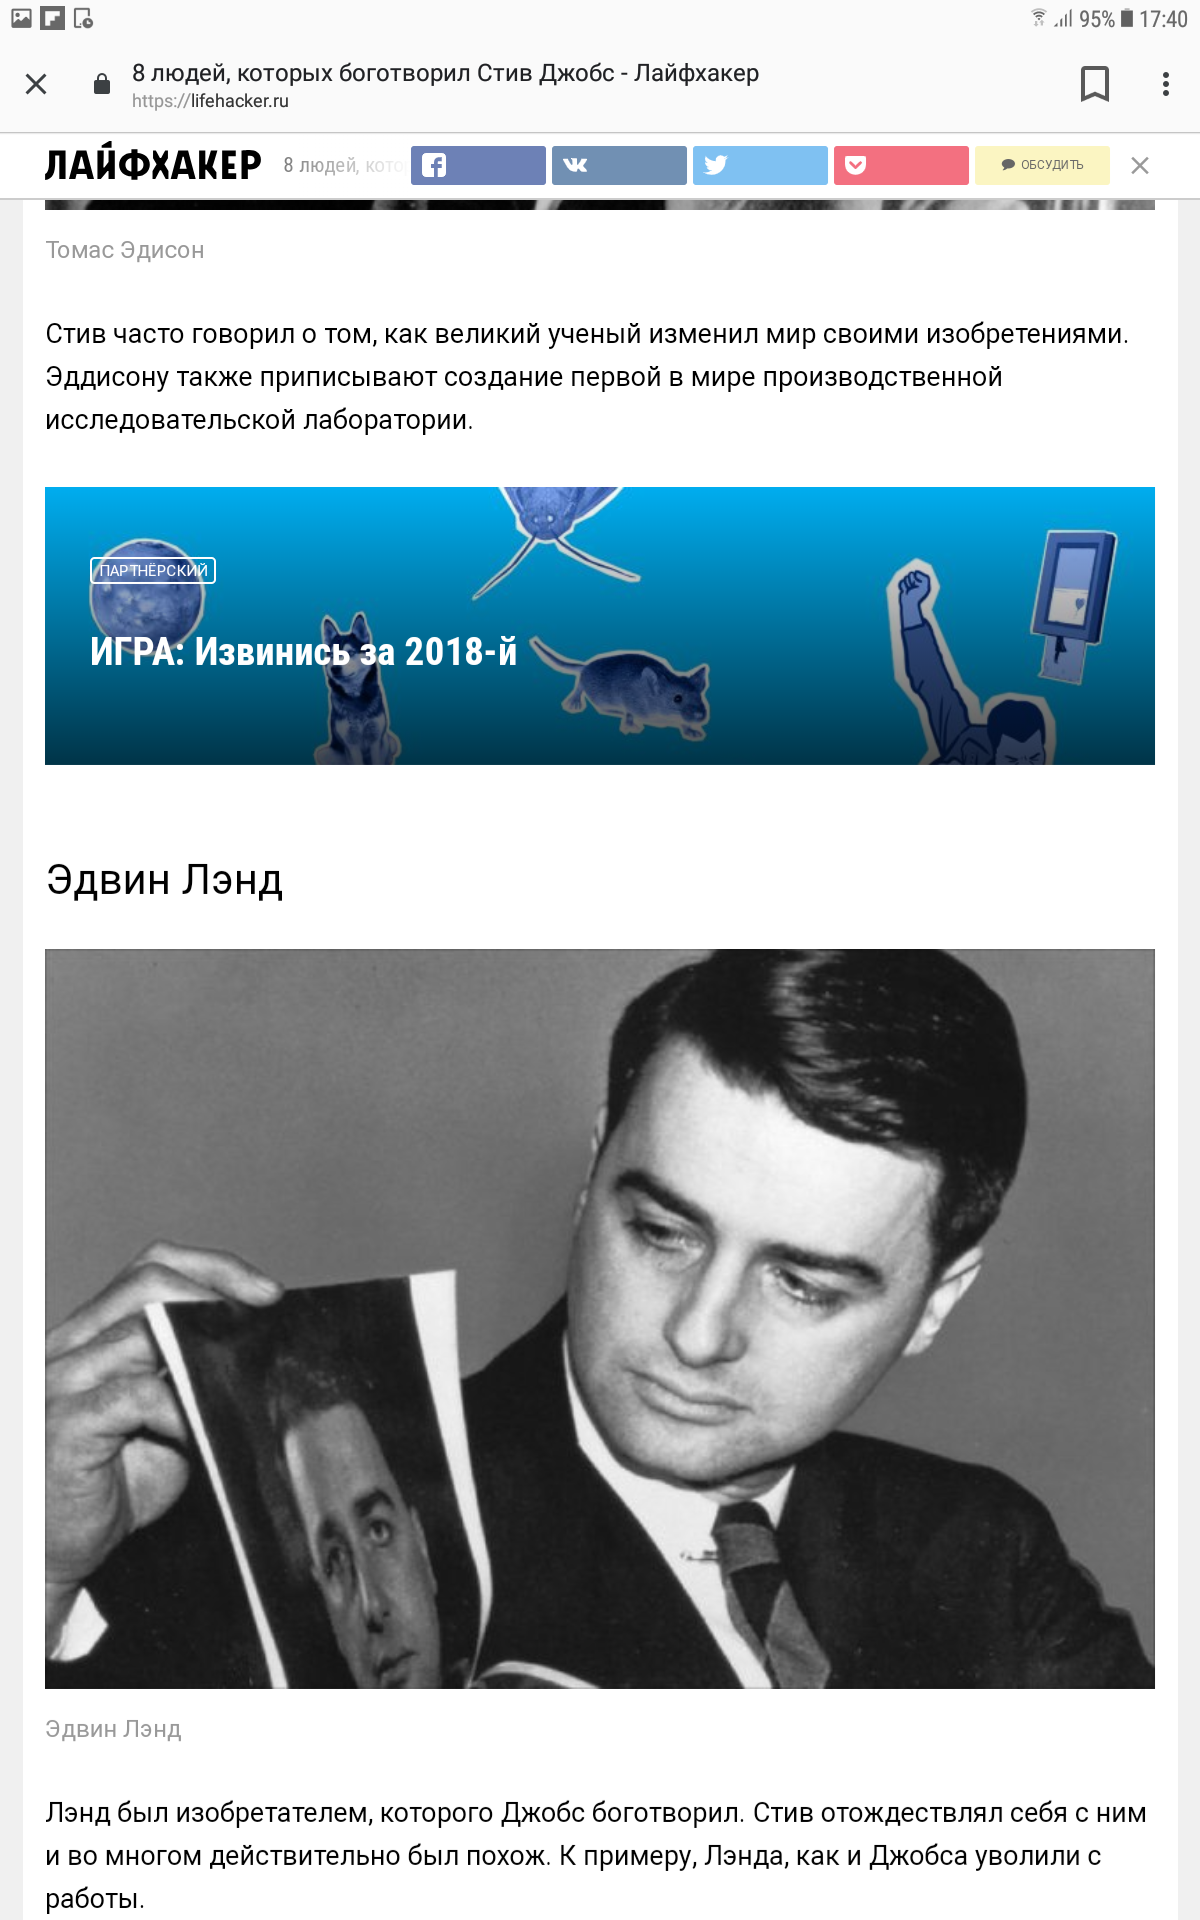 95% 17:40
8 людей, которых боготворил Стив Джобс - Лайфхакер
https://lifehacker.ru
ЛАЙФХАКЕР 8 людей, кото ОБСУДИТЬ
Томас Эдисон
Стив часто говорил о том, как великий ученый изменил мир своими изобретениями.
Эддисону также приписывают создание первой в мире производственной
исследовательской лаборатории.
ПАРТНЁРСКИЙ
ИГРА: Извинись за 2018-й
Эдвин Лэнд
Эдвин Лэнд
Лэнд был изобретателем, которого Джобс боготворил. Стив отождествлял себя с ним
и во многом действительно был похож. К примеру, Лэнда, как и Джобса уволили с
работы.